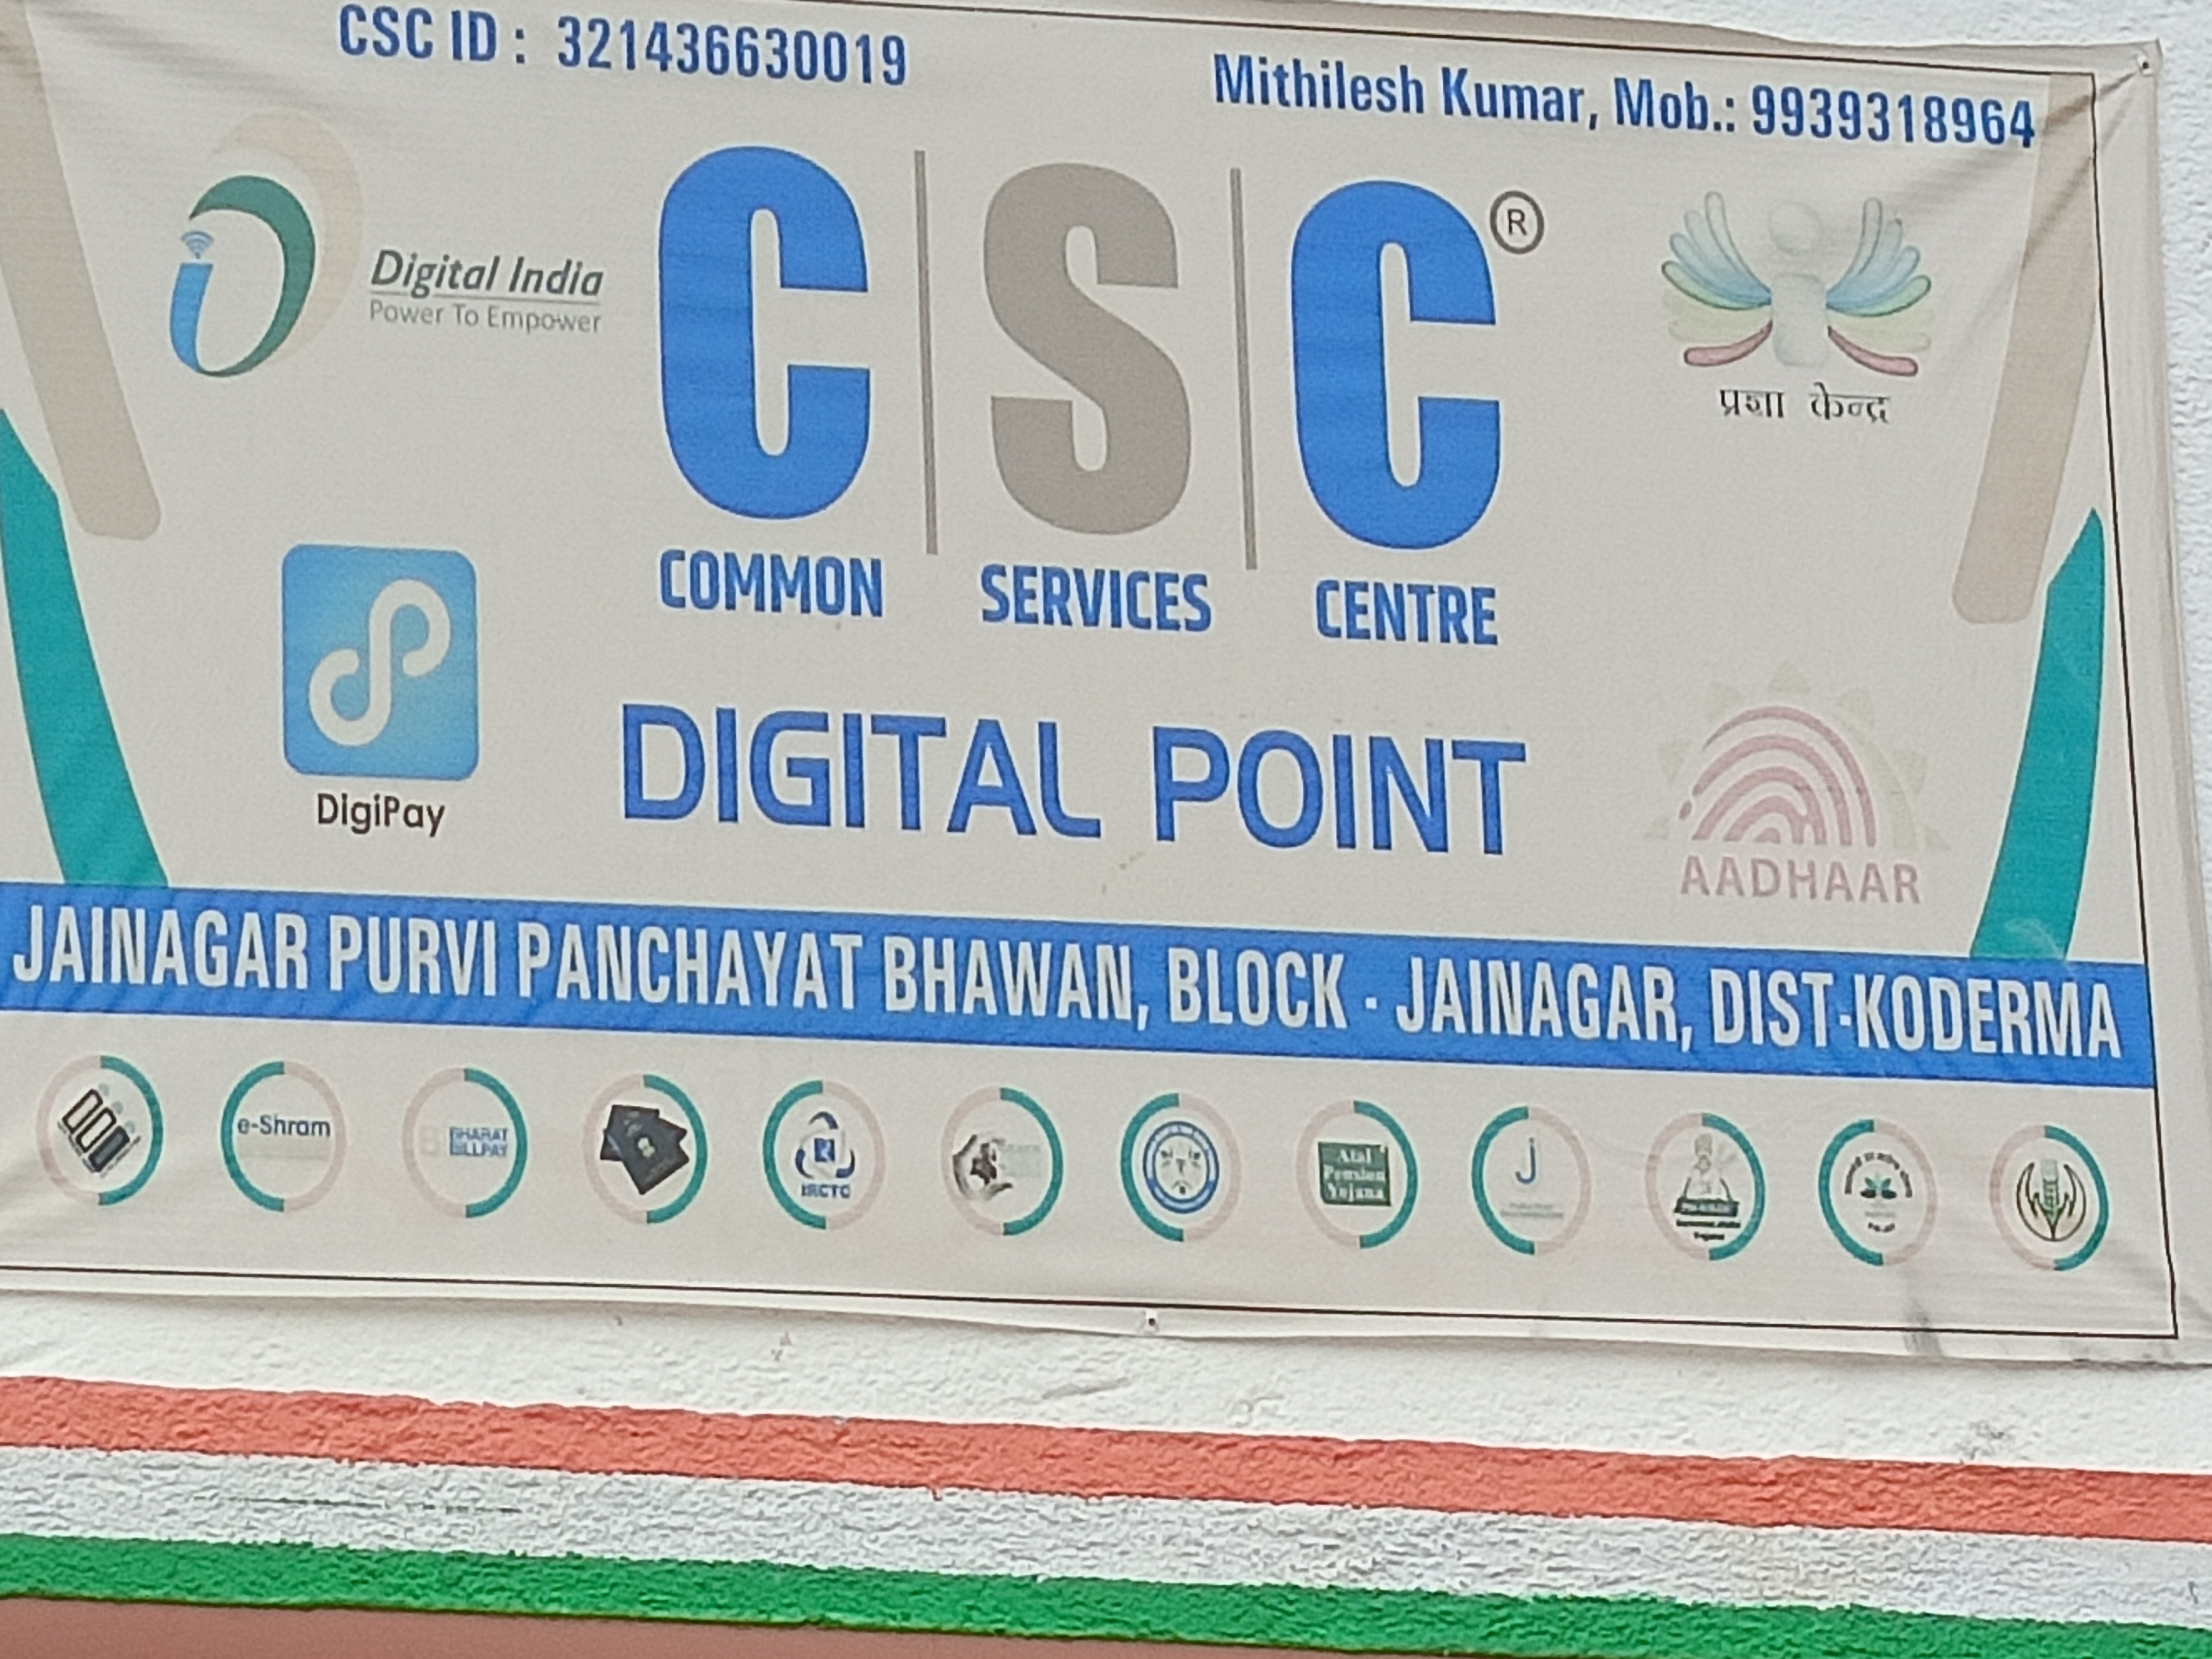 CSC ID : 321436630019
Mithilesh Kumar, Mob.: 9939318964
CSC®
Digital India
Power To Empower
प्रज्ञा केन्द्र
COMMON SERVICES CENTRE
DigiPay
DIGITAL POINT
AADHAAR
JAINAGAR PURVI PANCHAYAT BHAWAN, BLOCK - JAINAGAR, DIST-KODERMA
e-Shram
BHARAT
BILLPAY
IRCTC
Atal
Pension
Yojana